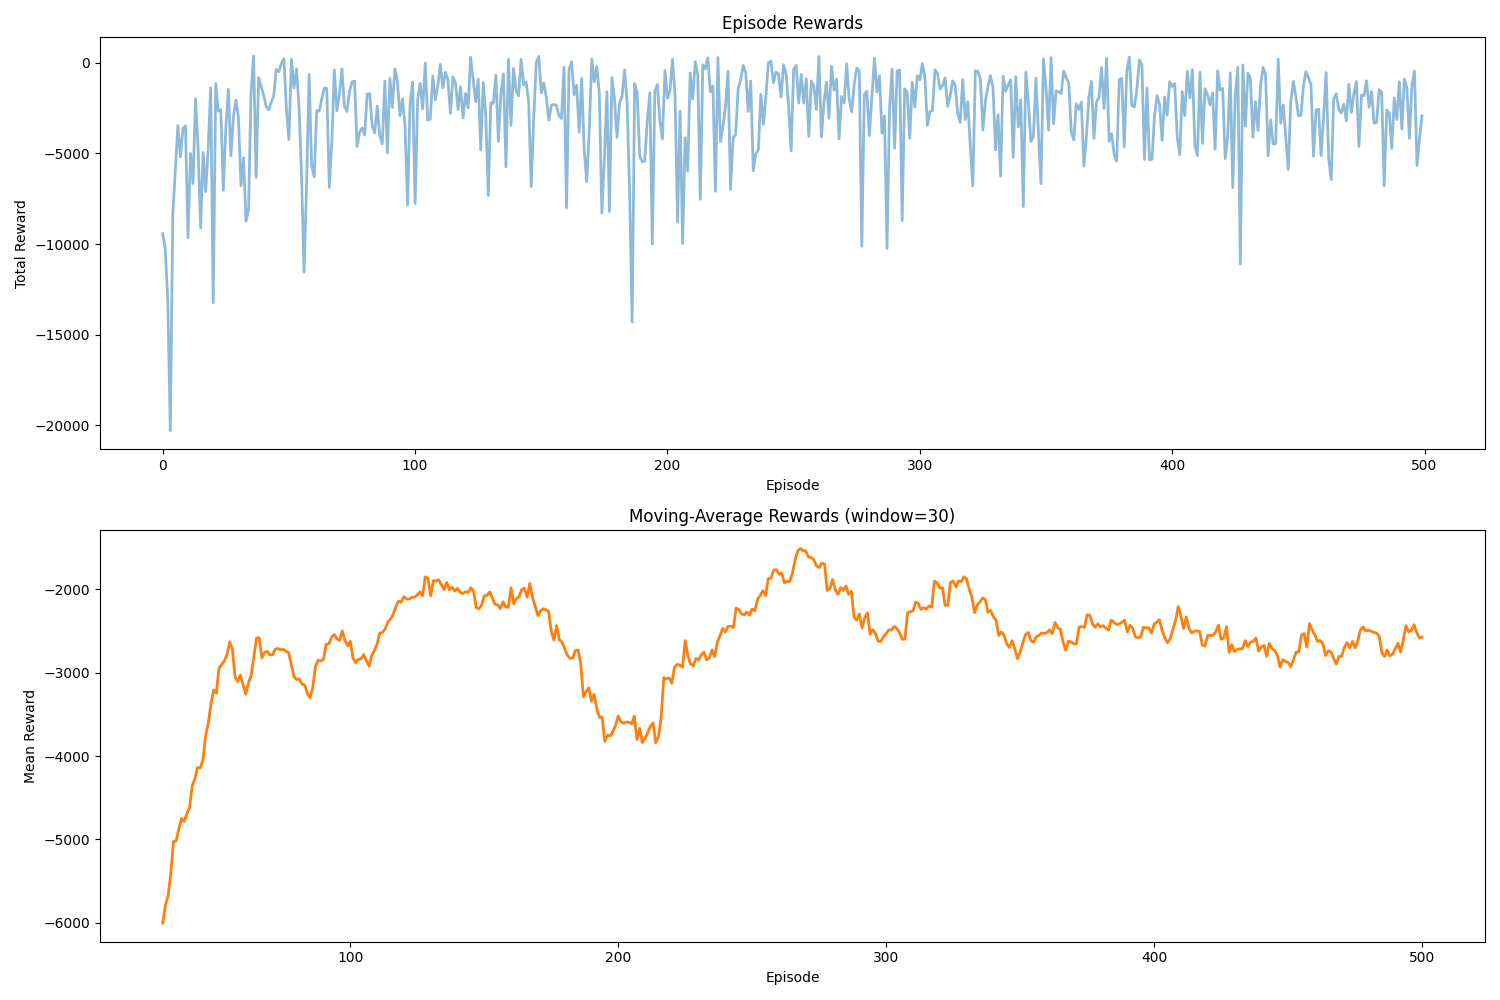 Episode Rewards
0
−5000
−10000
−15000
−20000
Total Reward
0 100 200 300 400 500
Episode
Moving-Average Rewards (window=30)
−2000
−3000
−4000
−5000
−6000
Mean Reward
100 200 300 400 500
Episode